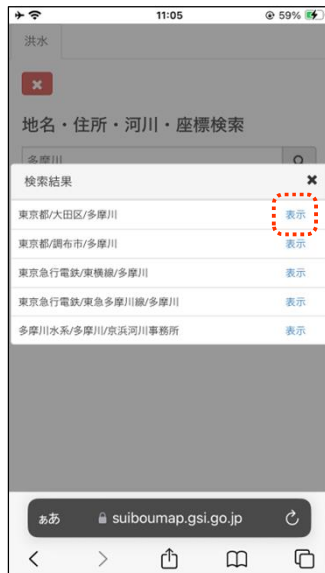 11:05
59%
洪水
地名・住所・河川・座標検索
多摩川
検索結果
東京都/大田区/多摩川 表示
東京都/調布市/多摩川 表示
東京急行電鉄/東横線/多摩川 表示
東京急行電鉄/東急多摩川線/多摩川 表示
多摩川水系/多摩川/京浜河川事務所 表示
ぁあ suiboumap.gsi.go.jp